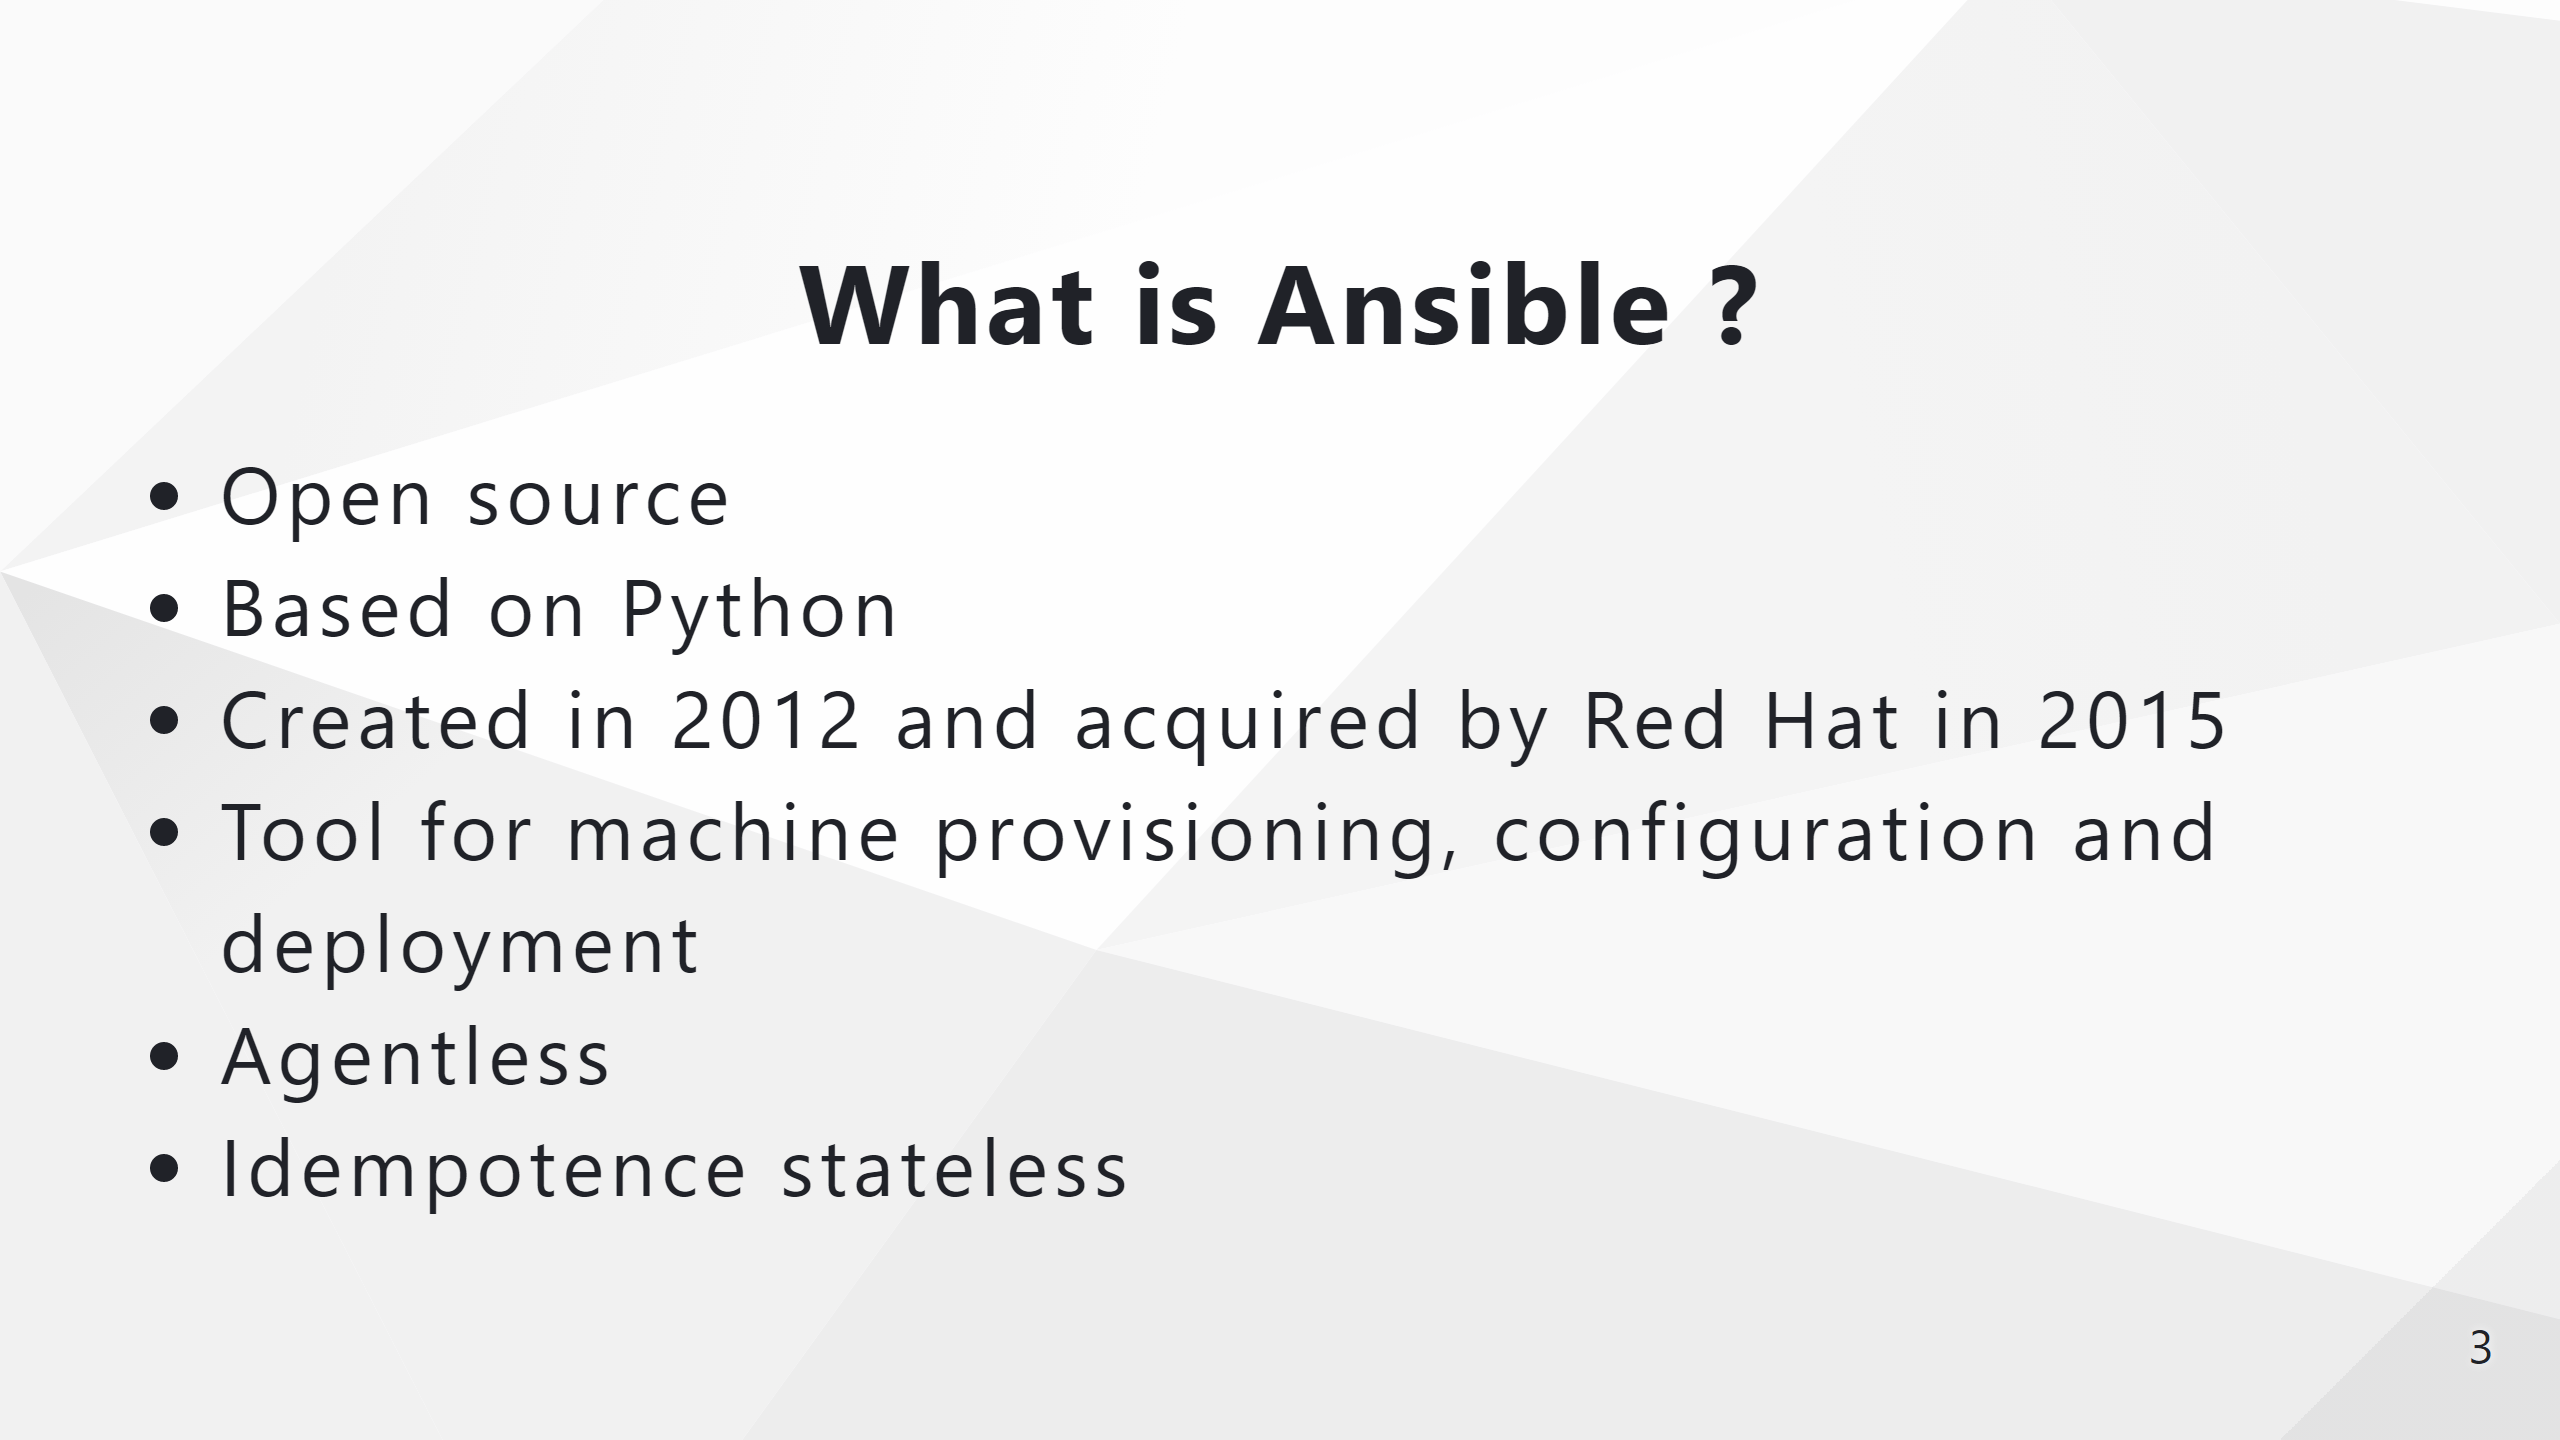 What is Ansible ?
• Open source
• Based on Python
• Created in 2012 and acquired by Red Hat in 2015
• Tool for machine provisioning, configuration and
deployment
• Agentless
• Idempotence stateless
3